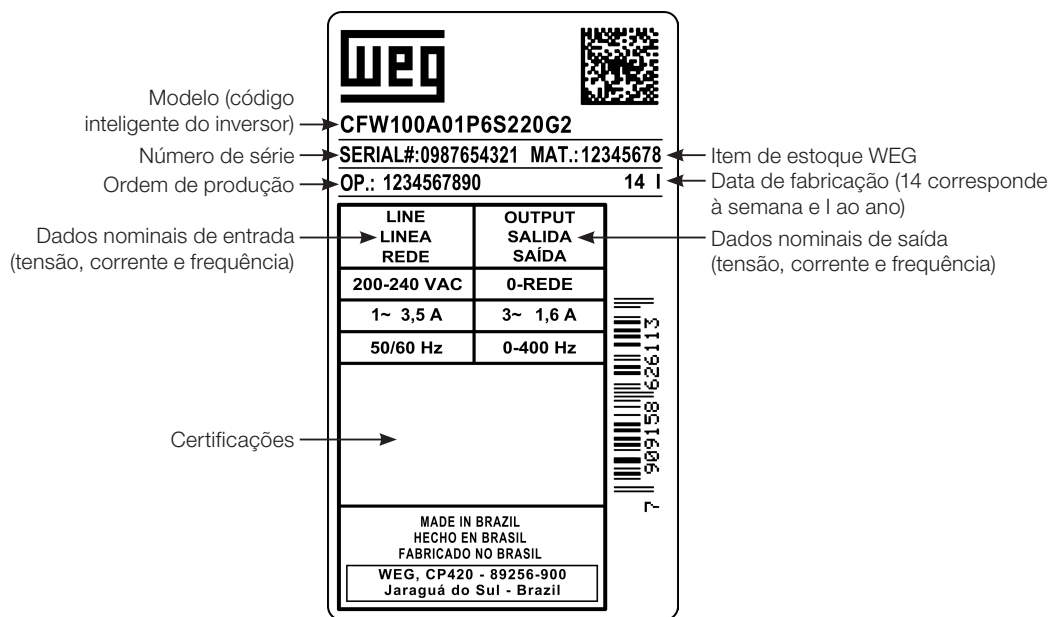 weg
Modelo (código
inteligente do inversor)
CFW100A01P6S220G2
Número de série
SERIAL#:0987654321 MAT.:12345678
Item de estoque WEG
Ordem de produção
OP.: 1234567890 14 I
Data de fabricação (14 corresponde
à semana e I ao ano)
Dados nominais de entrada
(tensão, corrente e frequência)
LINE
LINEA
REDE
OUTPUT
SALIDA
SAÍDA
Dados nominais de saída
(tensão, corrente e frequência)
200-240 VAC 0-REDE
1~ 3,5 A 3~ 1,6 A
50/60 Hz 0-400 Hz
7 909158 626113
Certificações
MADE IN BRAZIL
HECHO EN BRASIL
FABRICADO NO BRASIL
WEG, CP420 - 89256-900
Jaraguá do Sul - Brazil